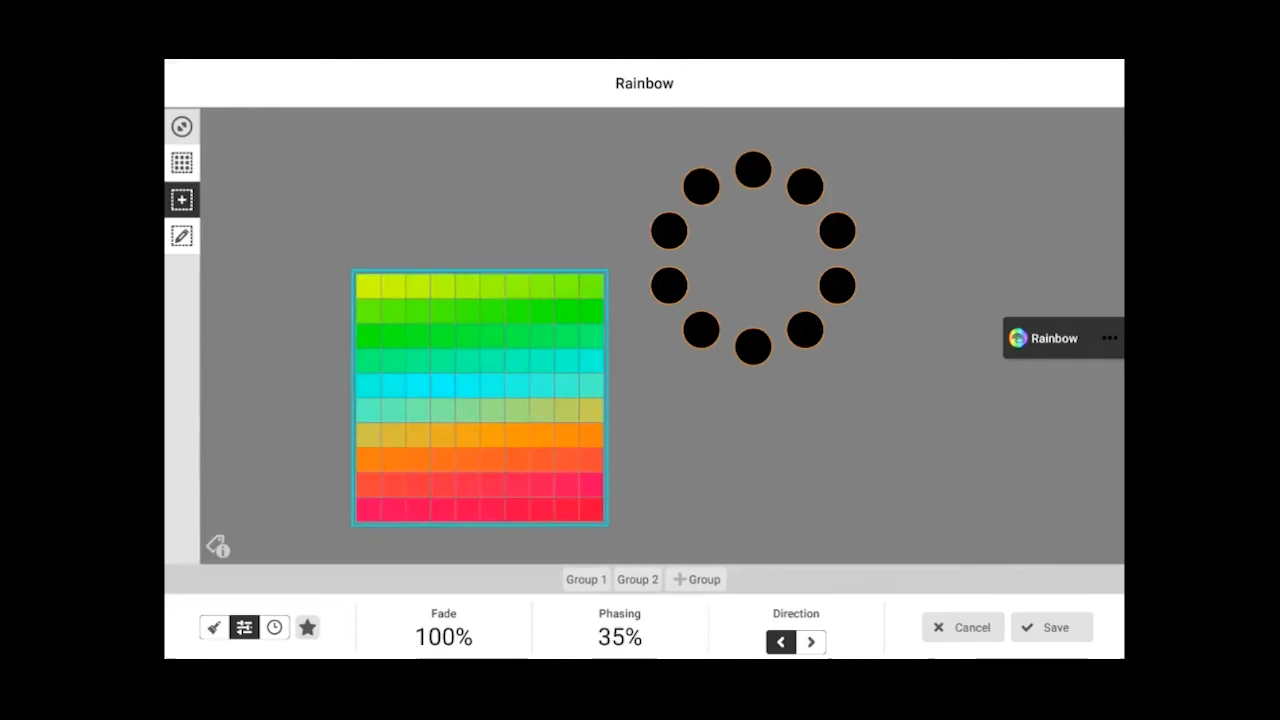 Rainbow
Rainbow
Group 1 Group 2 Group
Fade Phasing Direction
100% 35%
Cancel Save